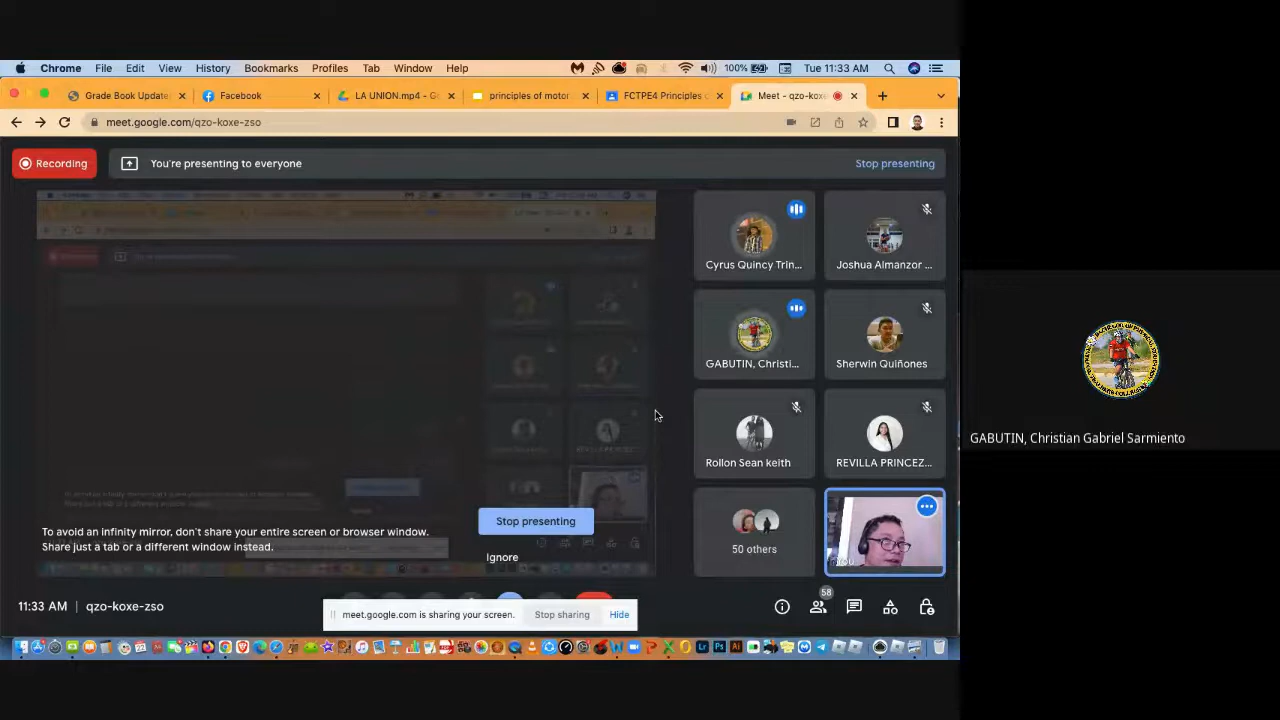 Chrome File Edit View History Bookmarks Profiles Tab Window Help 100% Tue 11:33 AM
Grade Book Update Facebook LA UNION.mp4 - G principles of motor FCTPE4 Principles Meet - qzo-kox
meet.google.com/qzo-koxe-zso
Recording You're presenting to everyone Stop presenting
Cyrus Quincy Trin... Joshua Almanzor ...
GABUTIN, Christi... Sherwin Quiñones
Rollon Sean keith REVILLA PRINCEZ...
GABUTIN, Christian Gabriel Sarmiento
To avoid an infinity mirror, don't share your entire screen or browser window.
Share just a tab or a different window instead.
Stop presenting
Ignore
50 others
11:33 AM | qzo-koxe-zso
meet.google.com is sharing your screen. Stop sharing Hide
58